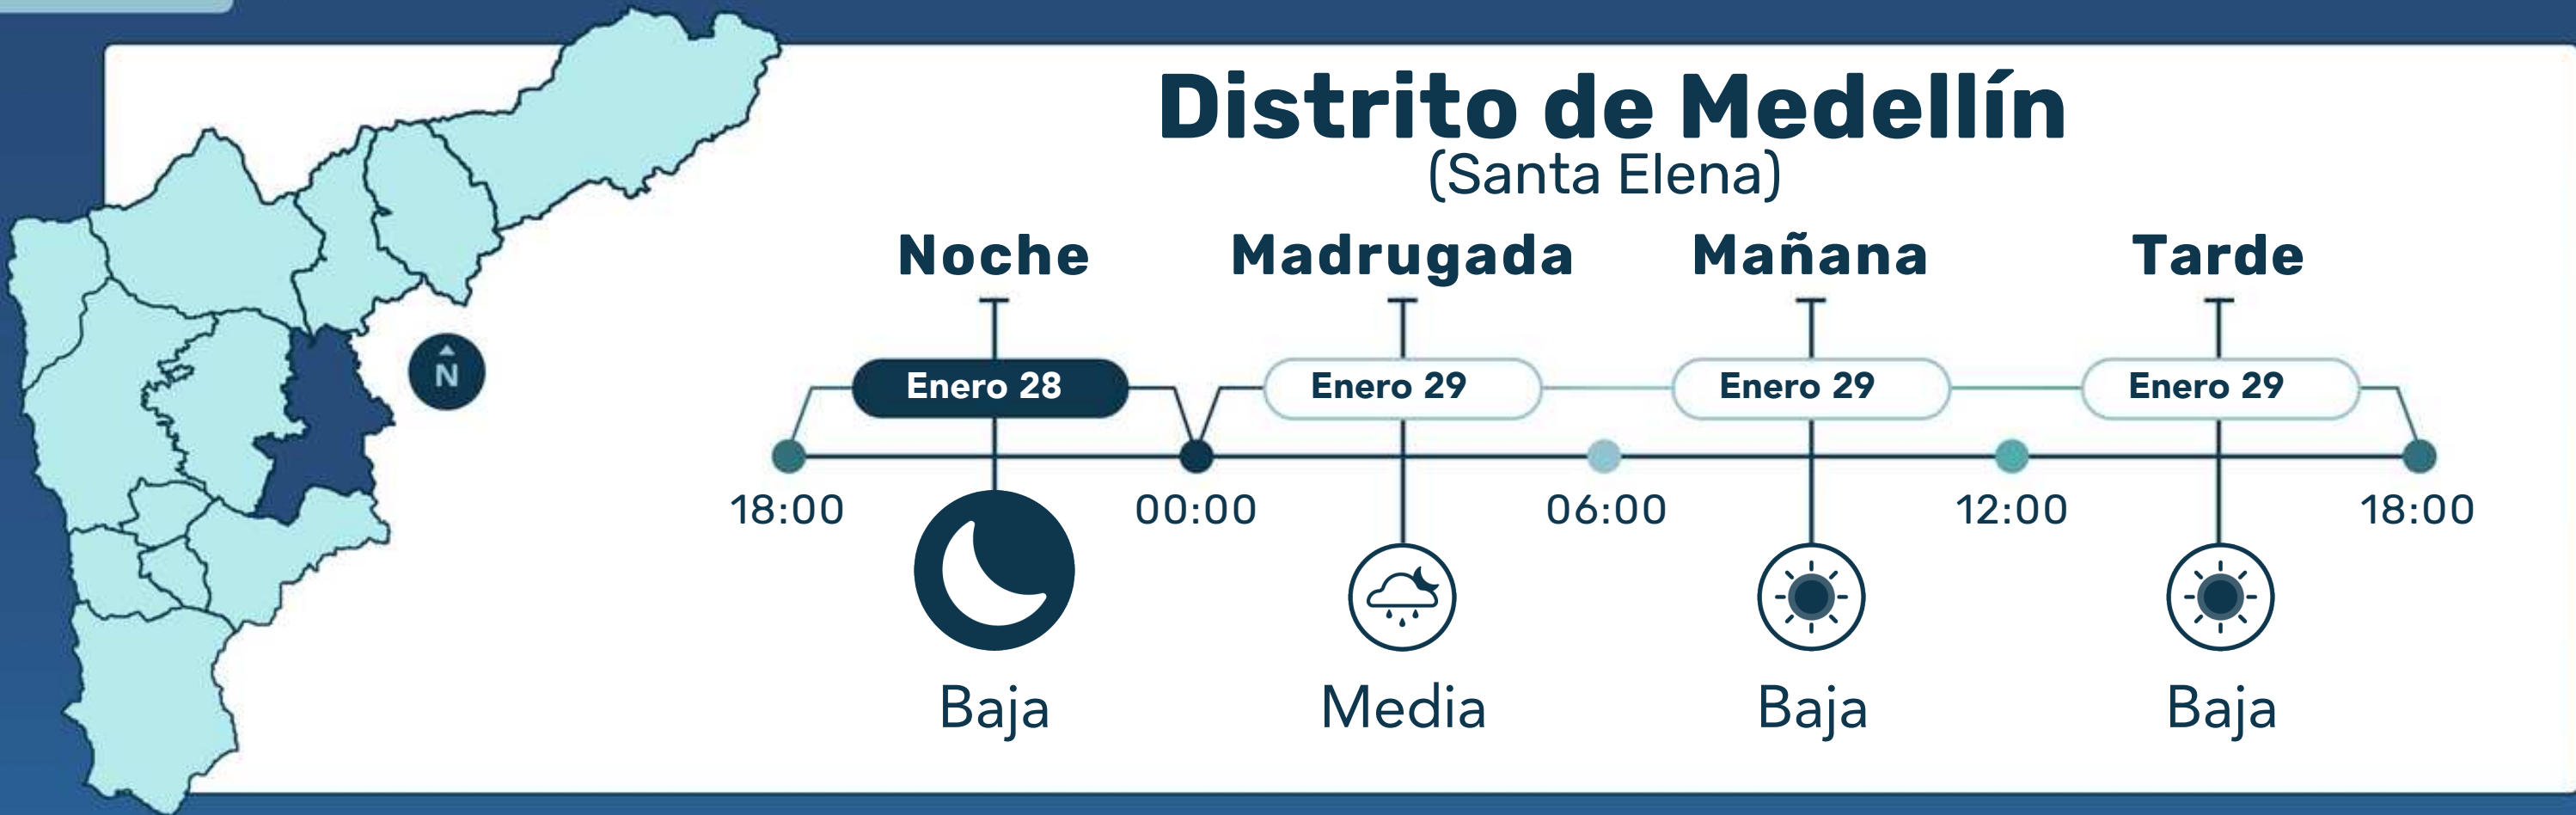 Distrito de Medellín
(Santa Elena)
Noche Madrugada Mañana Tarde
N
Enero 28 Enero 29 Enero 29 Enero 29
18:00 00:00 06:00 12:00 18:00
Baja Media Baja Baja